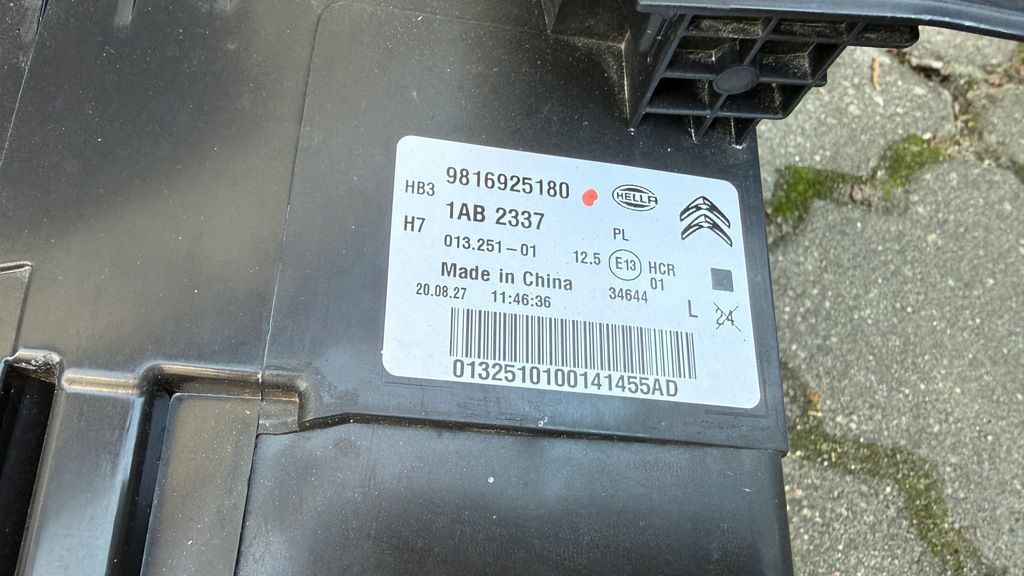 HB3 9816925180 HELLA
H7 1AB 2337
013.251-01
PL
12.5 E13 HCR
01
34644
Made in China
20.08.27 11:46:36
L 24
0132510100141455AD